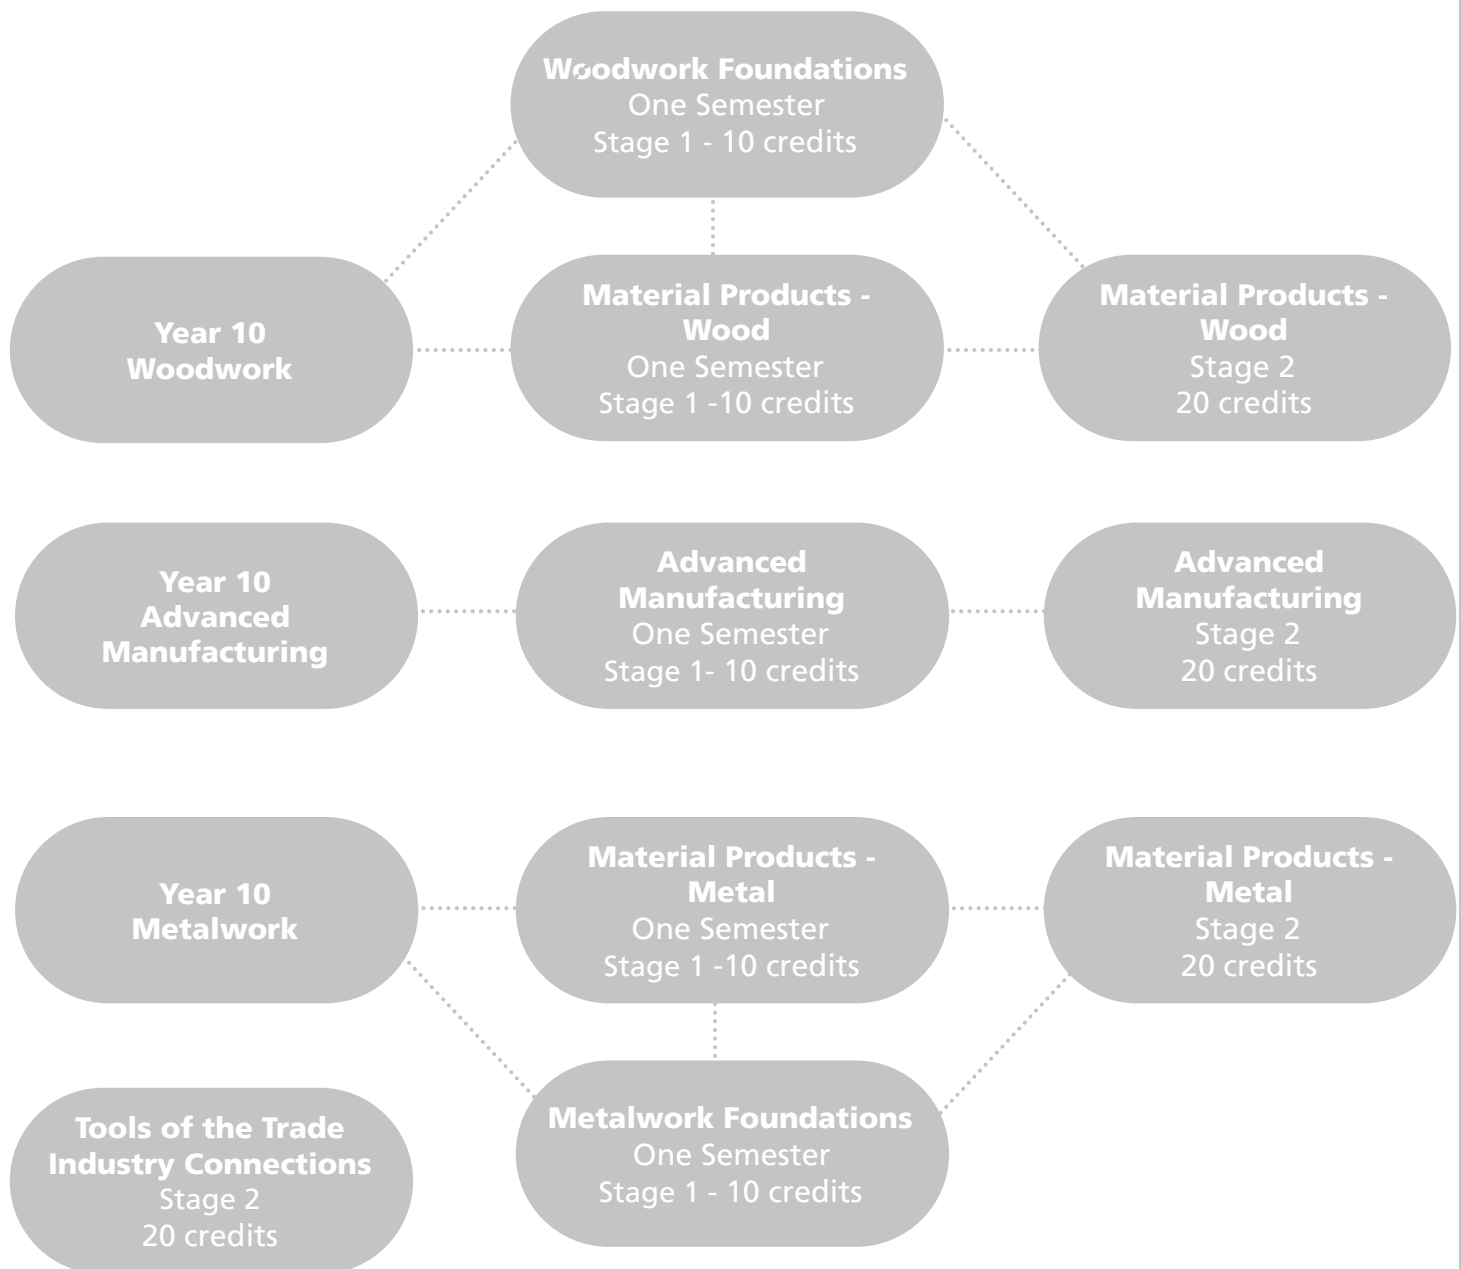 Woodwork Foundations
One Semester
Stage 1 - 10 credits
Year 10
Woodwork
Material Products -
Wood
One Semester
Stage 1 -10 credits
Material Products -
Wood
Stage 2
20 credits
Year 10
Advanced
Manufacturing
Advanced
Manufacturing
One Semester
Stage 1- 10 credits
Advanced
Manufacturing
Stage 2
20 credits
Year 10
Metalwork
Material Products -
Metal
One Semester
Stage 1 -10 credits
Material Products -
Metal
Stage 2
20 credits
Tools of the Trade
Industry Connections
Stage 2
20 credits
Metalwork Foundations
One Semester
Stage 1 - 10 credits